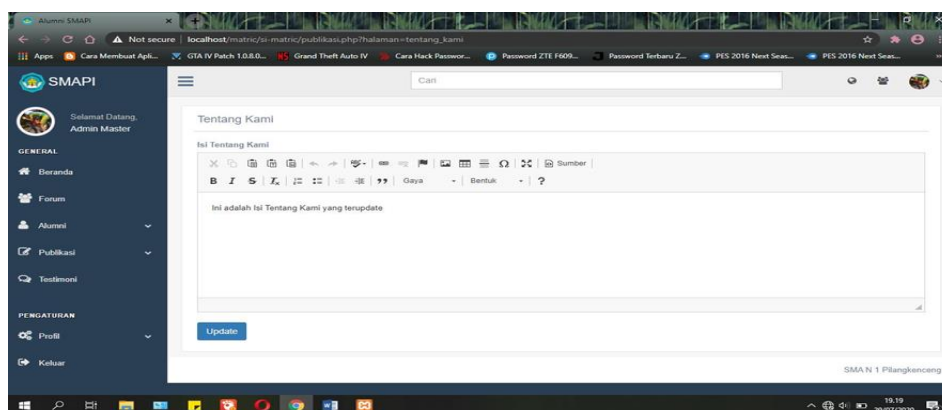 Alumni SMAPI
Not secure | localhost/matric/si-matric/publikasi.php?halaman=tentang_kami
Apps Cara Membuat Apli... GTA IV Patch 1.0.8.0... Grand Theft Auto IV Cara Hack Passwor... Password ZTE F609... Password Terbaru Z... PES 2016 Next Seas... PES 2016 Next Seas...
SMAPI
Cari
Selamat Datang,
Admin Master
GENERAL
Beranda
Forum
Alumni
Publikasi
Testimoni
PENGATURAN
Profil
Keluar
Tentang Kami
Isi Tentang Kami
Sumber
B I S Ix Gaya Bentuk ?
Ini adalah Isi Tentang Kami yang terupdate
Update
SMA N 1 Pilangkenceng
19.19
29/07/2020